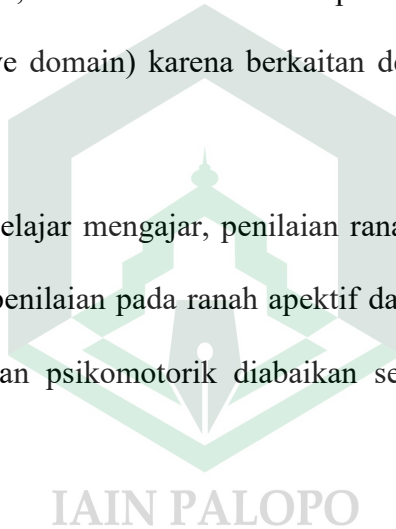 ve domain) karena berkaitan de
elajar mengajar, penilaian rana
penilaian pada ranah apektif da
an psikomotorik diabaikan se
IAIN PALOPO